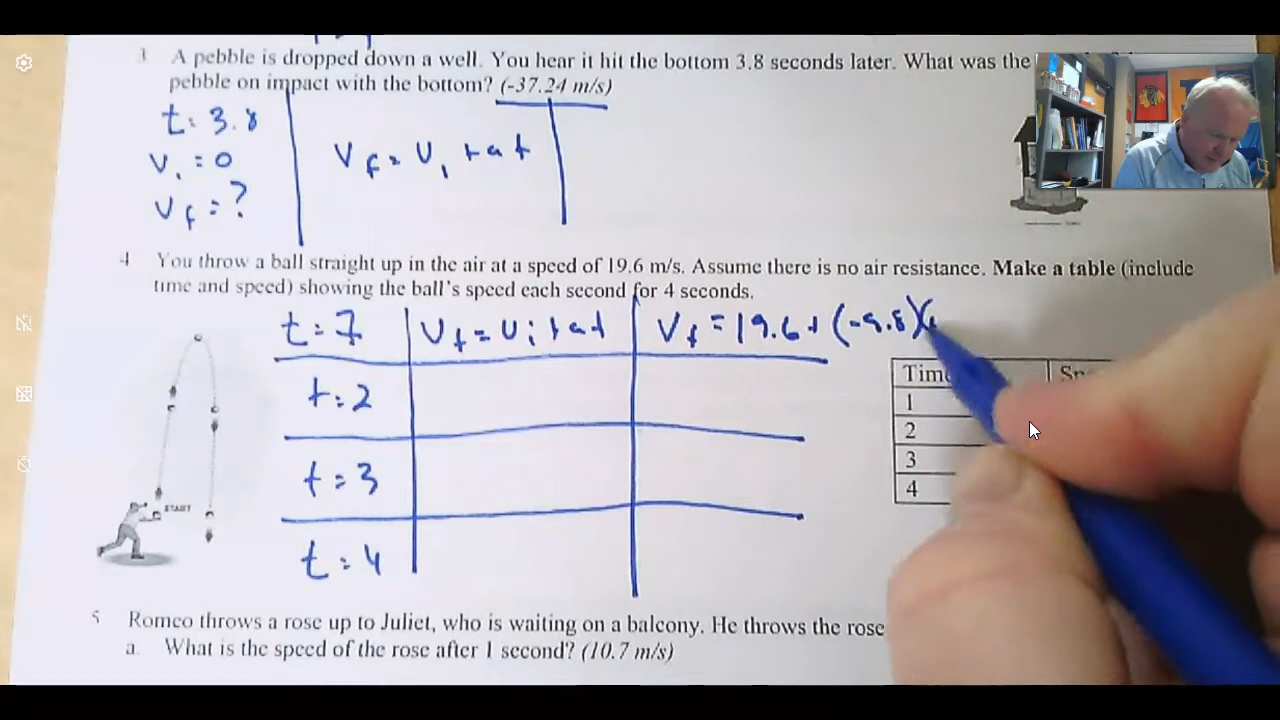 3 A pebble is dropped down a well. You hear it hit the bottom 3.8 seconds later. What was the
pebble on impact with the bottom? (-37.24 m/s)
t = 3.8
v₁ = 0
v_f = ?
v_f = v₁ + at
4 You throw a ball straight up in the air at a speed of 19.6 m/s. Assume there is no air resistance. Make a table (include
time and speed) showing the ball's speed each second for 4 seconds.
t = 1 v_f = v_i + at v_f = 19.6 + (-9.8)(
t = 2
t = 3
t = 4
START
Time
1
2
3
4
5 Romeo throws a rose up to Juliet, who is waiting on a balcony. He throws the rose
a. What is the speed of the rose after 1 second? (10.7 m/s)